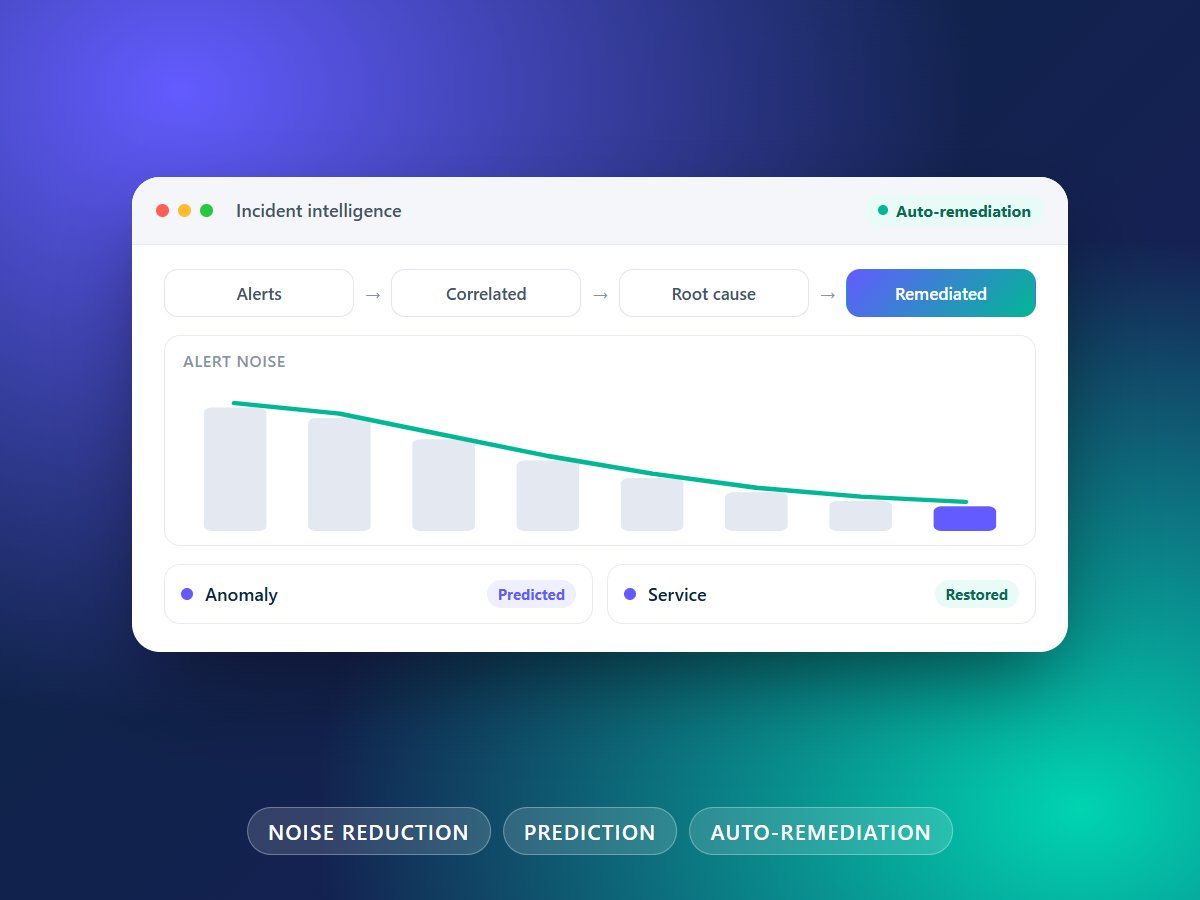 Incident intelligence
Auto-remediation
Alerts → Correlated → Root cause → Remediated
ALERT NOISE
Anomaly
Predicted
Service
Restored
NOISE REDUCTION
PREDICTION
AUTO-REMEDIATION